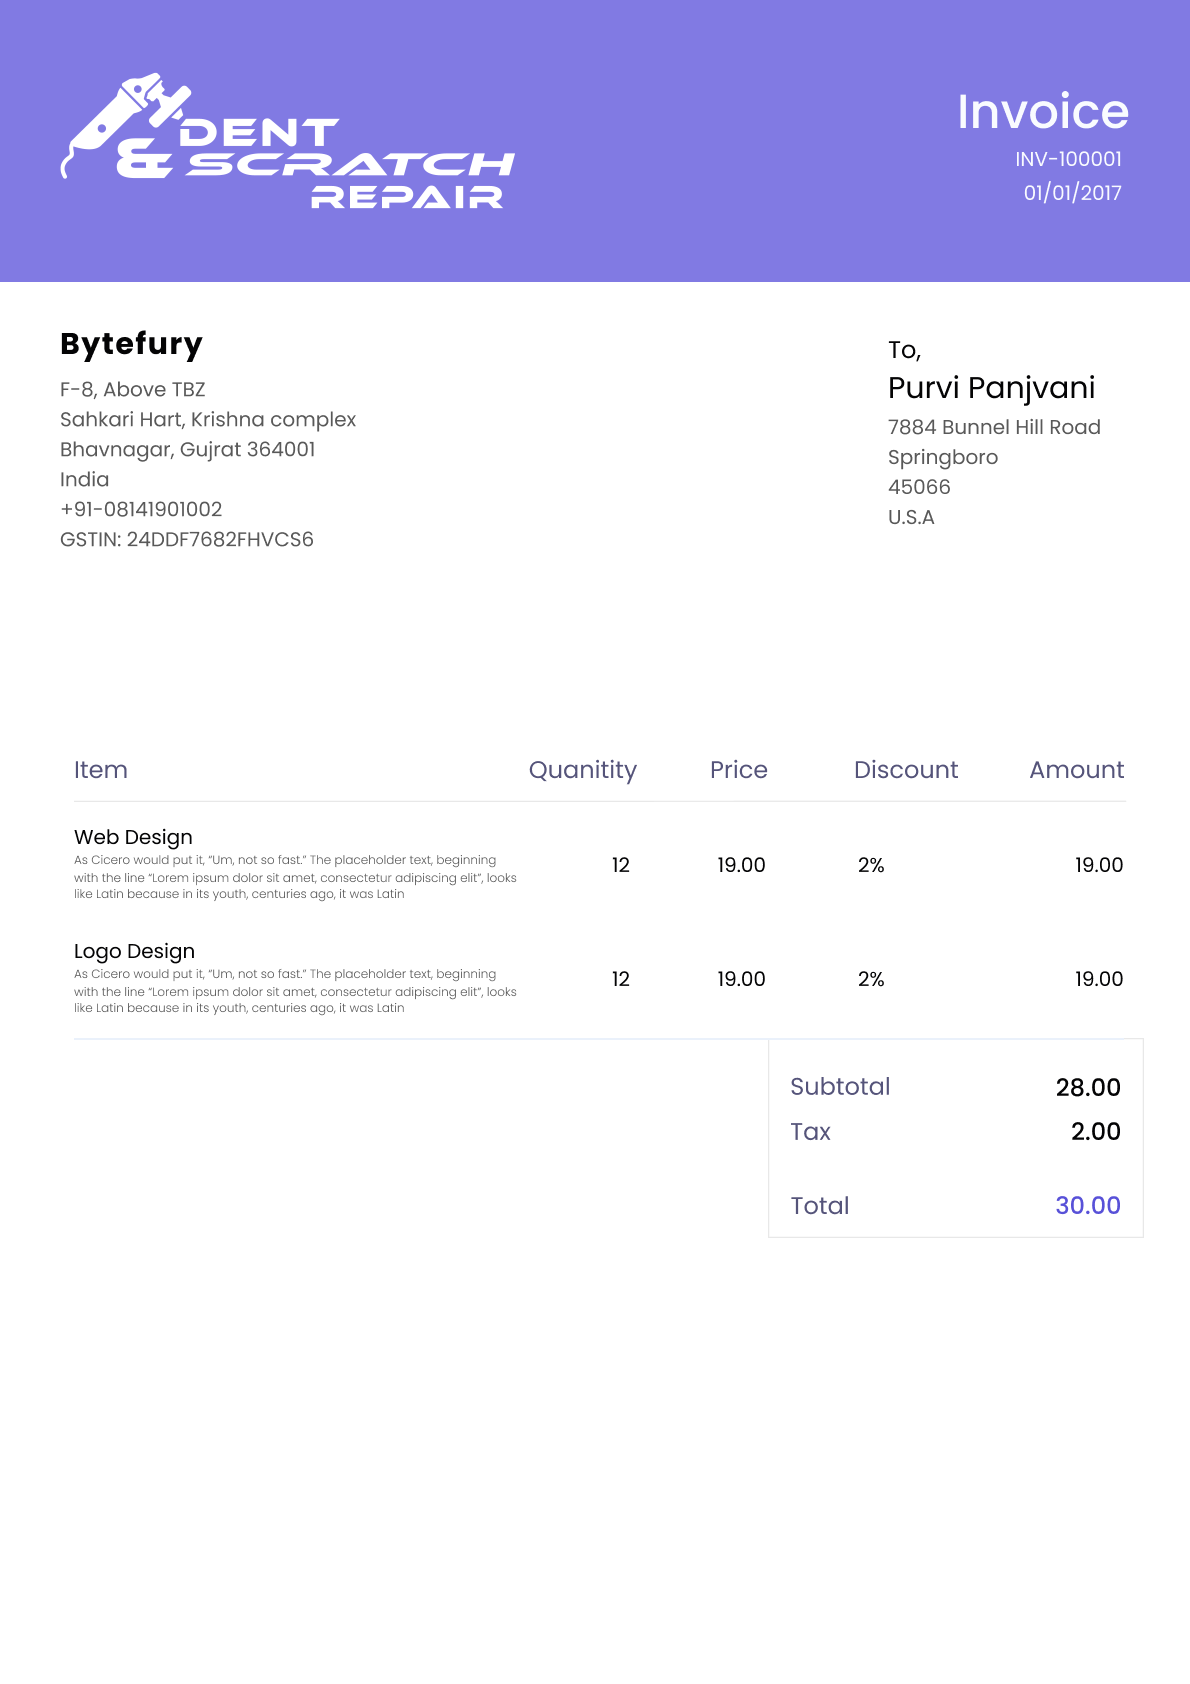 DENT
& SCRATCH
REPAIR
Invoice
INV-100001
01/01/2017
Bytefury
F-8, Above TBZ
Sahkari Hart, Krishna complex
Bhavnagar, Gujrat 364001
India
+91-08141901002
GSTIN: 24DDF7682FHVCS6
To,
Purvi Panjvani
7884 Bunnel Hill Road
Springboro
45066
U.S.A
Item Quanitity Price Discount Amount
Web Design
As Cicero would put it, “Um, not so fast.” The placeholder text, beginning
with the line “Lorem ipsum dolor sit amet, consectetur adipiscing elit”, looks
like Latin because in its youth, centuries ago, it was Latin
12 19.00 2% 19.00
Logo Design
As Cicero would put it, “Um, not so fast.” The placeholder text, beginning
with the line “Lorem ipsum dolor sit amet, consectetur adipiscing elit”, looks
like Latin because in its youth, centuries ago, it was Latin
12 19.00 2% 19.00
Subtotal 28.00
Tax 2.00
Total 30.00